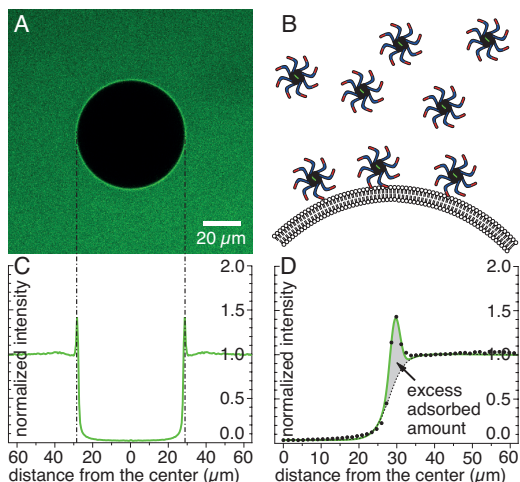 A
B
20 µm
C
D
normalized intensity
2.0
1.5
1.0
0.5
0.0
60 40 20 0 20 40 60
distance from the center (µm)
normalized intensity
2.0
1.5
1.0
0.5
0.0
excess
adsorbed
amount
0 10 20 30 40 50 60
distance from the center (µm)